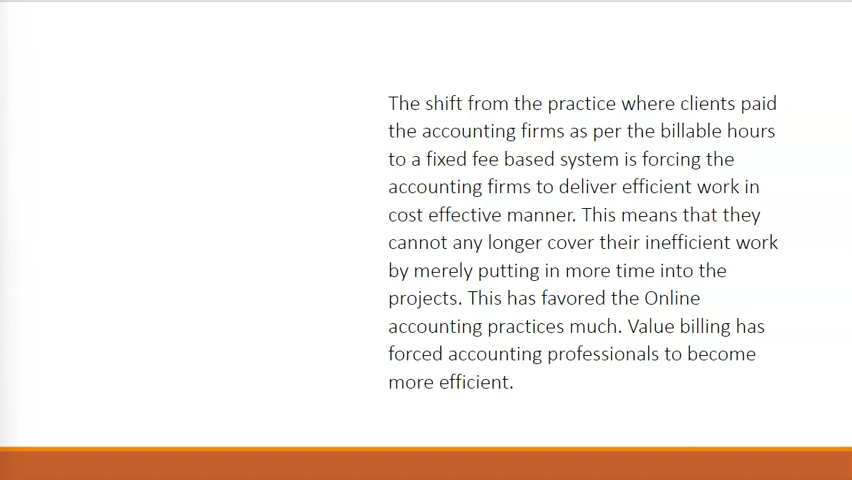 The shift from the practice where clients paid
the accounting firms as per the billable hours
to a fixed fee based system is forcing the
accounting firms to deliver efficient work in
cost effective manner. This means that they
cannot any longer cover their inefficient work
by merely putting in more time into the
projects. This has favored the Online
accounting practices much. Value billing has
forced accounting professionals to become
more efficient.